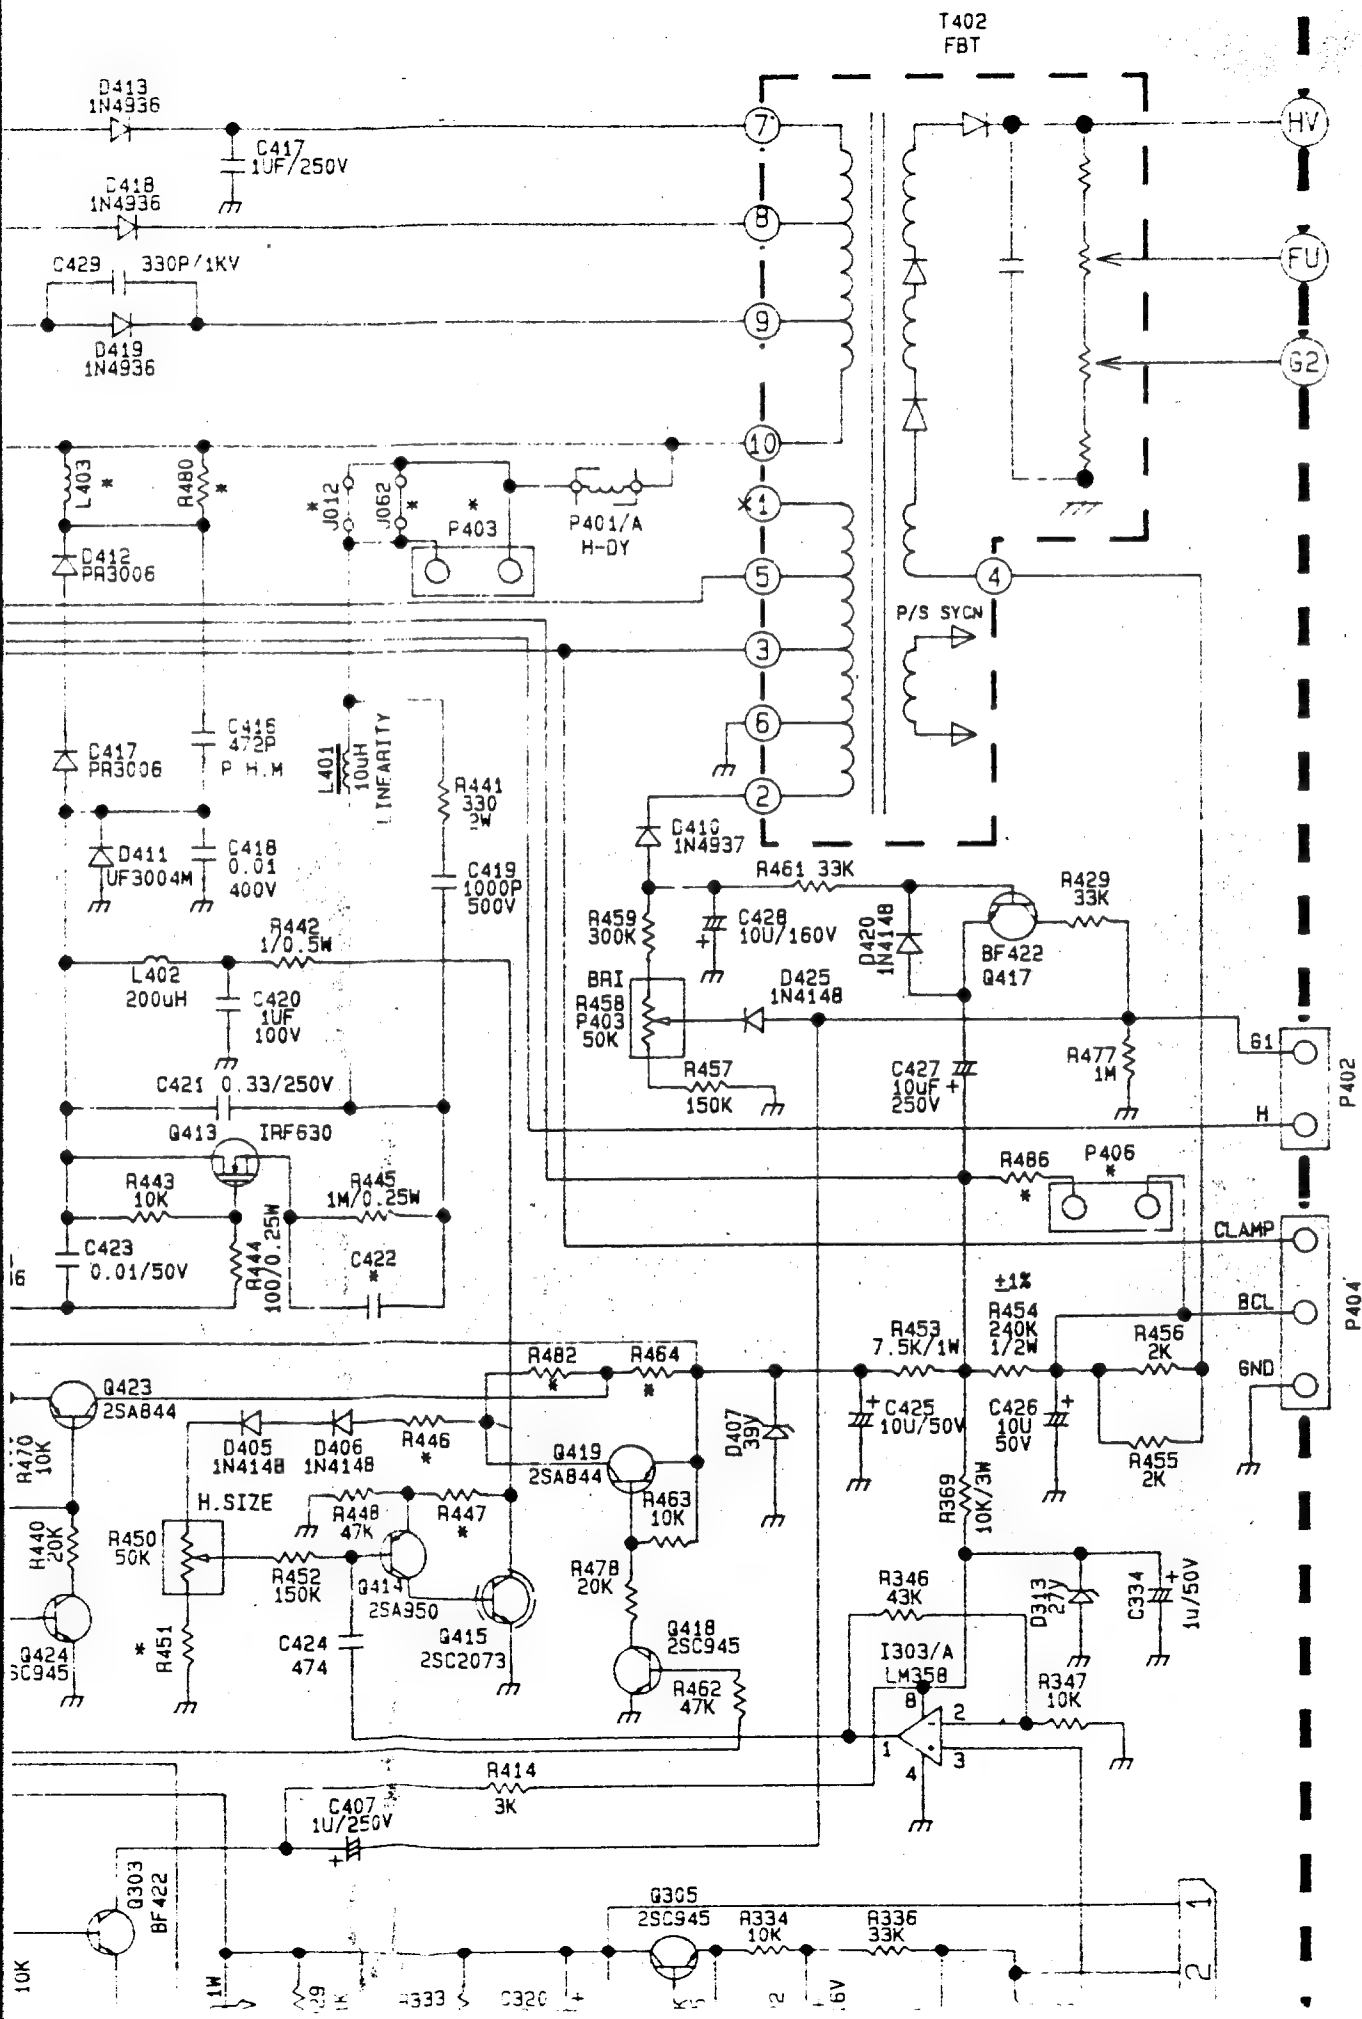 T402
FBT
D413
1N4936
7
HV
C417
1UF/250V
D418
1N4936
8
C429 330P/1KV
FU
9
D419
1N4936
G2
10
L403 *
R480 *
* J012
J062 *
*
P403
P401/A
H-DY
X 1
D412
PR3006
5
4
P/S SYCN
3
C416
472P
P.H.M
6
C417
PR3006
L401
10uH
LINEARITY
R441
330
2W
2
D410
1N4937
D411
UF3004M
C418
0.01
400V
C419
1000P
500V
R461 33K
R429
33K
R459
300K
C428
10U/160V
+
D420
1N4148
BF422
Q417
R442
1/0.5W
L402
200uH
C420
1UF
100V
BRI
R458
P403
50K
D425
1N4148
R457
150K
C427
10uF +
250V
R477
1M
G1
H
P402
C421 0.33/250V
Q413 IRF630
R443
10K
R445
1M/0.25W
R486
*
P406
*
C423
0.01/50V
R444
100/0.25W
C422
*
CLAMP
BCL
GND
P404
±1%
R454
240K
1/2W
R453
7.5K/1W
R456
2K
R482
*
R464
*
Q423
2SA844
D405
1N4148
D406
1N4148
R446
*
Q419
2SA844
D407
39V
+ C425
10U/50V
C426 +
10U
50V
R455
2K
R470
10K
H.SIZE
R448
47K
R447
*
R463
10K
R369
10K/3W
R440
20K
R450
50K
R452
150K
Q414
2SA950
R478
20K
R346
43K
D313
27V
C334 +
1u/50V
* R451
C424
474
Q415
2SC2073
Q418
2SC945
I303/A
LM358
Q424
SC945
R462
47K
8
2
-
R347
10K
1
+
3
4
R414
3K
C407
1U/250V
+
Q303
BF422
Q305
2SC945
R334
10K
R336
33K
1
2
10K
1W
R333
C320
+